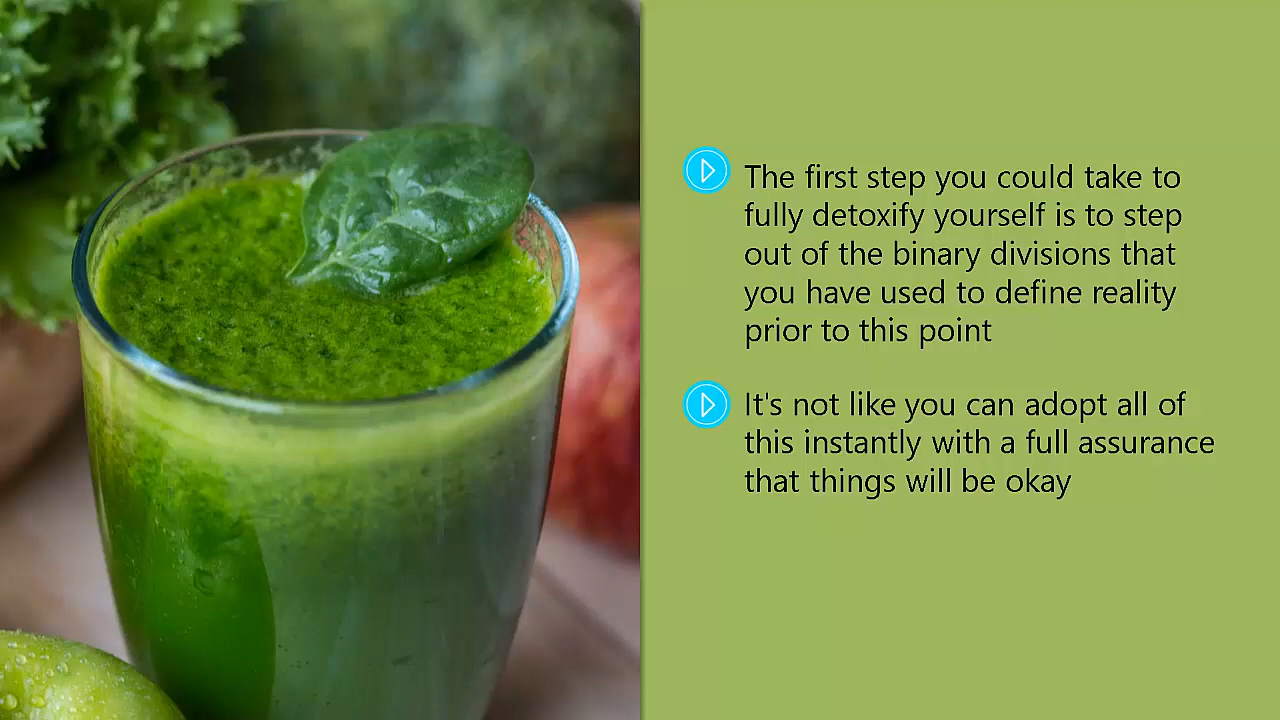 The first step you could take to
fully detoxify yourself is to step
out of the binary divisions that
you have used to define reality
prior to this point
It's not like you can adopt all of
this instantly with a full assurance
that things will be okay